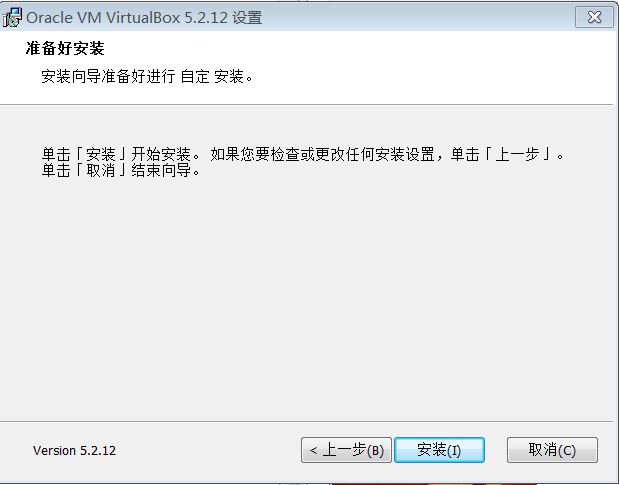 Oracle VM VirtualBox 5.2.12 设置
准备好安装
安装向导准备好进行 自定 安装。
单击「安装」开始安装。 如果您要检查或更改任何安装设置，单击「上一步」。
单击「取消」结束向导。
Version 5.2.12
< 上一步(B)
安装(I)
取消(C)